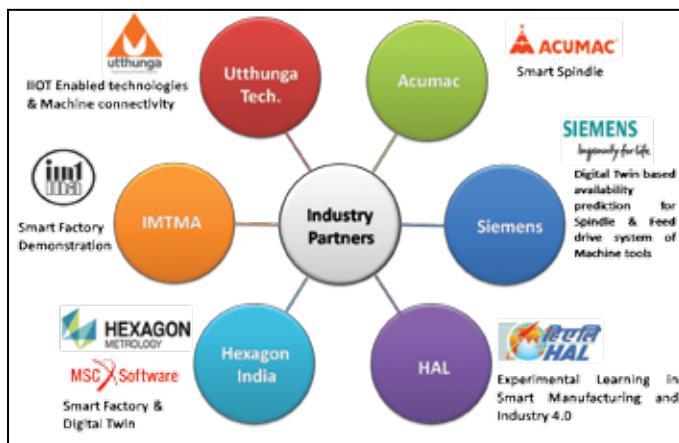 utthunga
IIOT Enabled technologies
& Machine connectivity
Utthunga
Tech.
Acumac
ACUMAC
Smart Spindle
SIEMENS
Ingenuity for life
Digital Twin based
availability
prediction for
Spindle & Feed
drive system of
Machine tools
Smart Factory
Demonstration
IMTMA
Industry
Partners
Siemens
HEXAGON
METROLOGY
MSC Software
Smart Factory &
Digital Twin
Hexagon
India
HAL
हिएलि
HAL
Experimental Learning in
Smart Manufacturing and
Industry 4.0